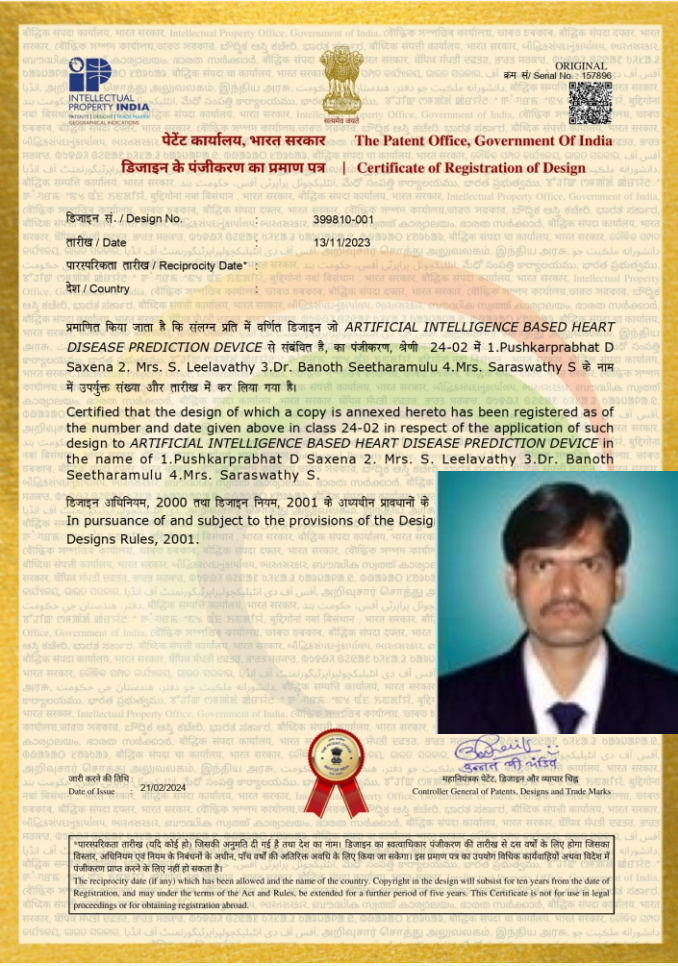 ORIGINAL
क्रम सं/ Serial No. : 157896
INTELLECTUAL
PROPERTY INDIA
PATENTS | DESIGNS | TRADE MARKS
GEOGRAPHICAL INDICATIONS
सत्यमेव जयते
पेटेंट कार्यालय, भारत सरकार The Patent Office, Government Of India
डिजाइन के पंजीकरण का प्रमाण पत्र | Certificate of Registration of Design
डिजाइन सं. / Design No. : 399810-001
तारीख / Date : 13/11/2023
पारस्परिकता तारीख / Reciprocity Date* :
देश / Country :
प्रमाणित किया जाता है कि संलग्न प्रति में वर्णित डिजाइन जो ARTIFICIAL INTELLIGENCE BASED HEART
DISEASE PREDICTION DEVICE से संबंधित है, का पंजीकरण, श्रेणी 24-02 में 1.Pushkarprabhat D
Saxena 2. Mrs. S. Leelavathy 3.Dr. Banoth Seetharamulu 4.Mrs. Saraswathy S के नाम
में उपर्युक्त संख्या और तारीख में कर लिया गया है।
Certified that the design of which a copy is annexed hereto has been registered as of
the number and date given above in class 24-02 in respect of the application of such
design to ARTIFICIAL INTELLIGENCE BASED HEART DISEASE PREDICTION DEVICE in
the name of 1.Pushkarprabhat D Saxena 2. Mrs. S. Leelavathy 3.Dr. Banoth
Seetharamulu 4.Mrs. Saraswathy S.
डिजाइन अधिनियम, 2000 तथा डिजाइन नियम, 2001 के अध्यधीन प्रावधानों के
In pursuance of and subject to the provisions of the Desig
Designs Rules, 2001.
जारी करने की तिथि :
Date of Issue : 21/02/2024
महानियंत्रक पेटेंट, डिजाइन और व्यापार चिह्न
Controller General of Patents, Designs and Trade Marks
*पारस्परिकता तारीख (यदि कोई हो) जिसकी अनुमति दी गई है तथा देश का नाम। डिजाइन का स्वत्वाधिकार पंजीकरण की तारीख से दस वर्षों के लिए होगा जिसका
विस्तार, अधिनियम एवं नियम के निबंधनों के अधीन, पाँच वर्षों की अतिरिक्त अवधि के लिए किया जा सकेगा। इस प्रमाण पत्र का उपयोग विधिक कार्यवाहियों अथवा विदेश में
पंजीकरण प्राप्त करने के लिए नहीं हो सकता है।
The reciprocity date (if any) which has been allowed and the name of the country. Copyright in the design will subsist for ten years from the date of
Registration, and may under the terms of the Act and Rules, be extended for a further period of five years. This Certificate is not for use in legal
proceedings or for obtaining registration abroad.